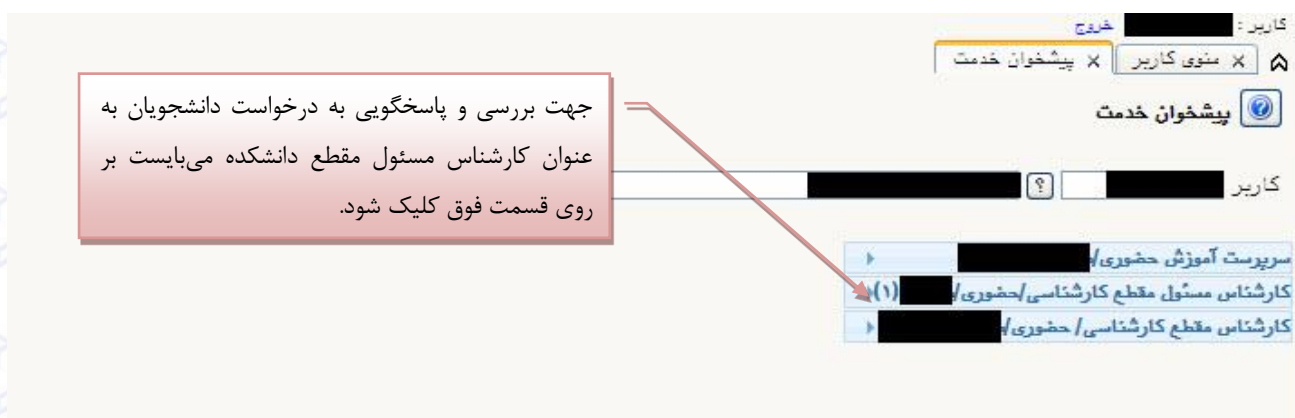 کاربر : خروج
منوی کاربر × پیشخوان خدمت ×
پیشخوان خدمت
جهت بررسی و پاسخگویی به درخواست دانشجویان به
عنوان کارشناس مسئول مقطع دانشکده می‌بایست بر
روی قسمت فوق کلیک شود.
کاربر ؟
سرپرست آموزش حضوری/
کارشناس مسئول مقطع کارشناسی/حضوری/ (۱)
کارشناس مقطع کارشناسی/ حضوری/